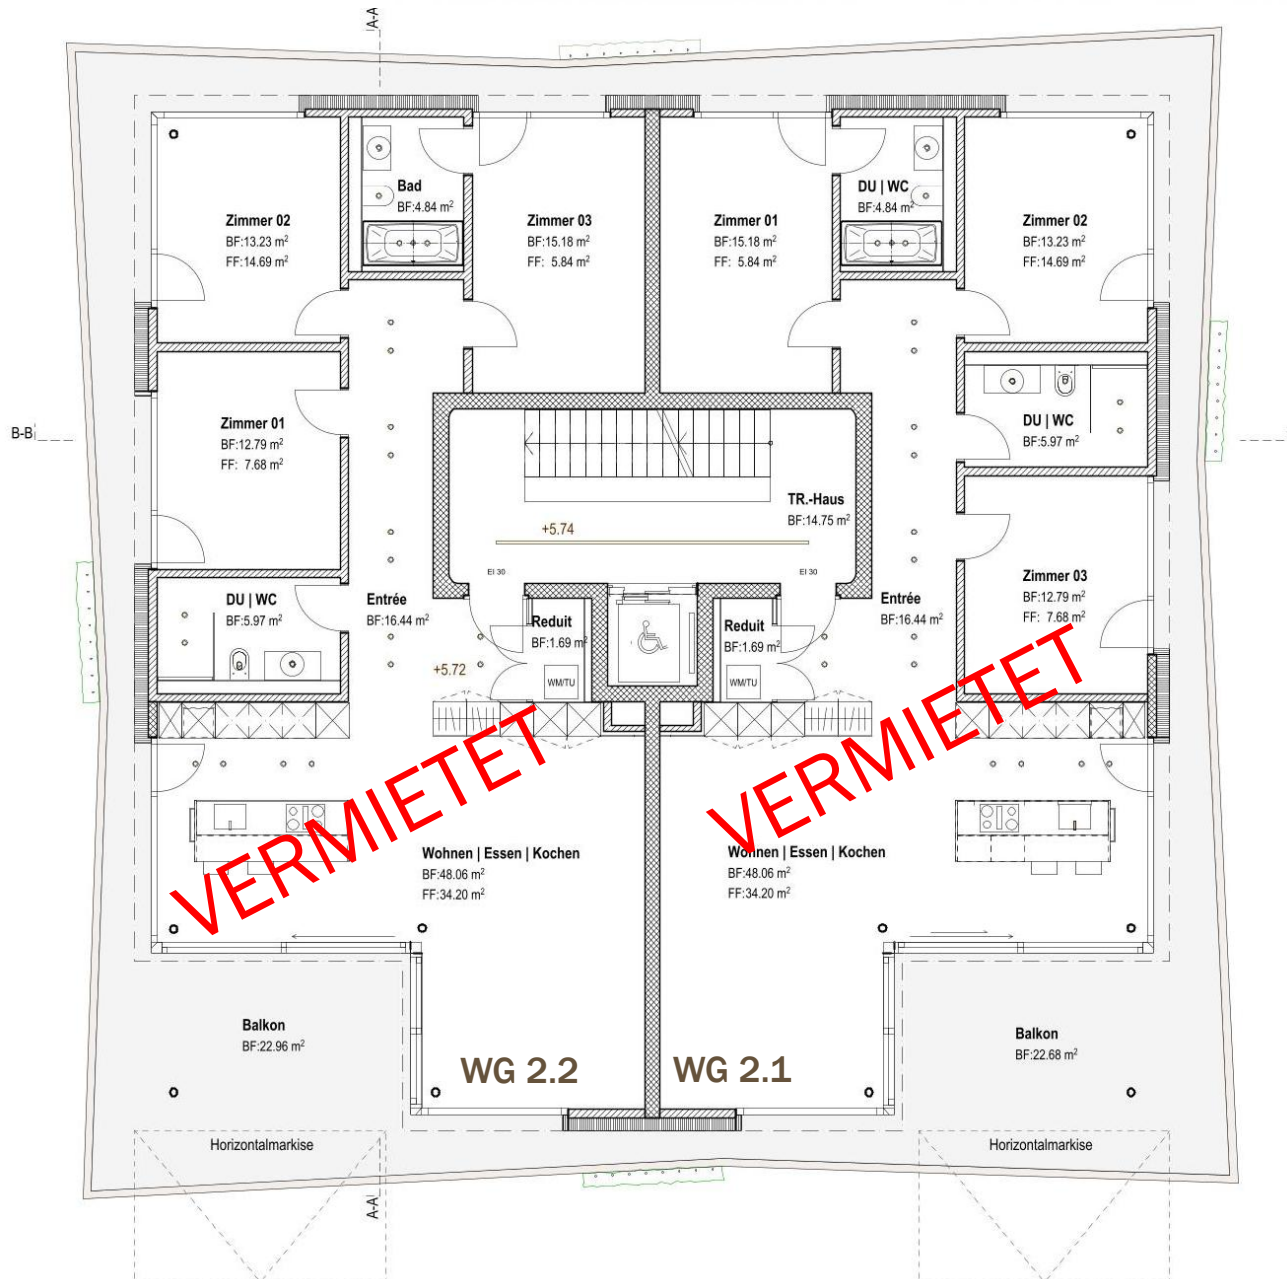 A-A
Bad
BF:4.84 m²
DU | WC
BF:4.84 m²
Zimmer 02
BF:13.23 m²
FF:14.69 m²
Zimmer 03
BF:15.18 m²
FF: 5.84 m²
Zimmer 01
BF:15.18 m²
FF: 5.84 m²
Zimmer 02
BF:13.23 m²
FF:14.69 m²
B-B
Zimmer 01
BF:12.79 m²
FF: 7.68 m²
DU | WC
BF:5.97 m²
TR.-Haus
BF:14.75 m²
+5.74
EI 30
EI 30
Zimmer 03
BF:12.79 m²
FF: 7.68 m²
DU | WC
BF:5.97 m²
Entrée
BF:16.44 m²
Reduit
BF:1.69 m²
Reduit
BF:1.69 m²
Entrée
BF:16.44 m²
+5.72
WM/TU
WM/TU
VERMIETET
VERMIETET
Wohnen | Essen | Kochen
BF:48.06 m²
FF:34.20 m²
Wohnen | Essen | Kochen
BF:48.06 m²
FF:34.20 m²
Balkon
BF:22.96 m²
Balkon
BF:22.68 m²
WG 2.2
WG 2.1
Horizontalmarkise
Horizontalmarkise
A-A